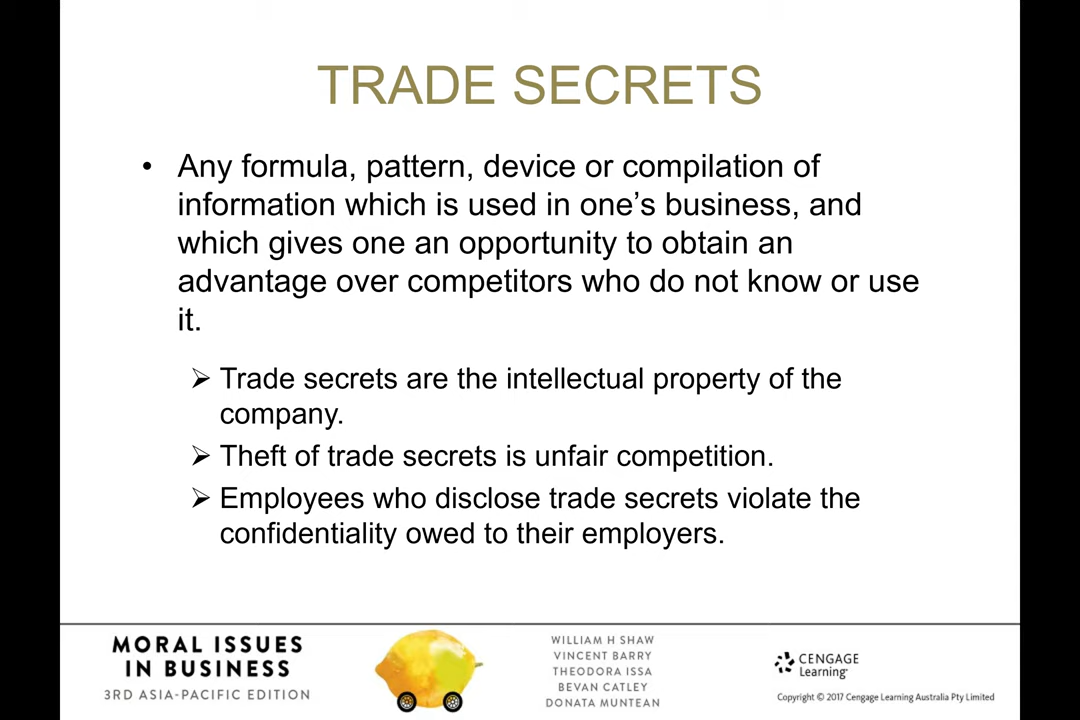 TRADE SECRETS
• Any formula, pattern, device or compilation of
information which is used in one’s business, and
which gives one an opportunity to obtain an
advantage over competitors who do not know or use
it.
➢ Trade secrets are the intellectual property of the
company.
➢ Theft of trade secrets is unfair competition.
➢ Employees who disclose trade secrets violate the
confidentiality owed to their employers.
MORAL ISSUES
IN BUSINESS
3RD ASIA-PACIFIC EDITION
WILLIAM H SHAW
VINCENT BARRY
THEODORA ISSA
BEVAN CATLEY
DONATA MUNTEAN
CENGAGE
Learning
Copyright © 2017 Cengage Learning Australia Pty Limited